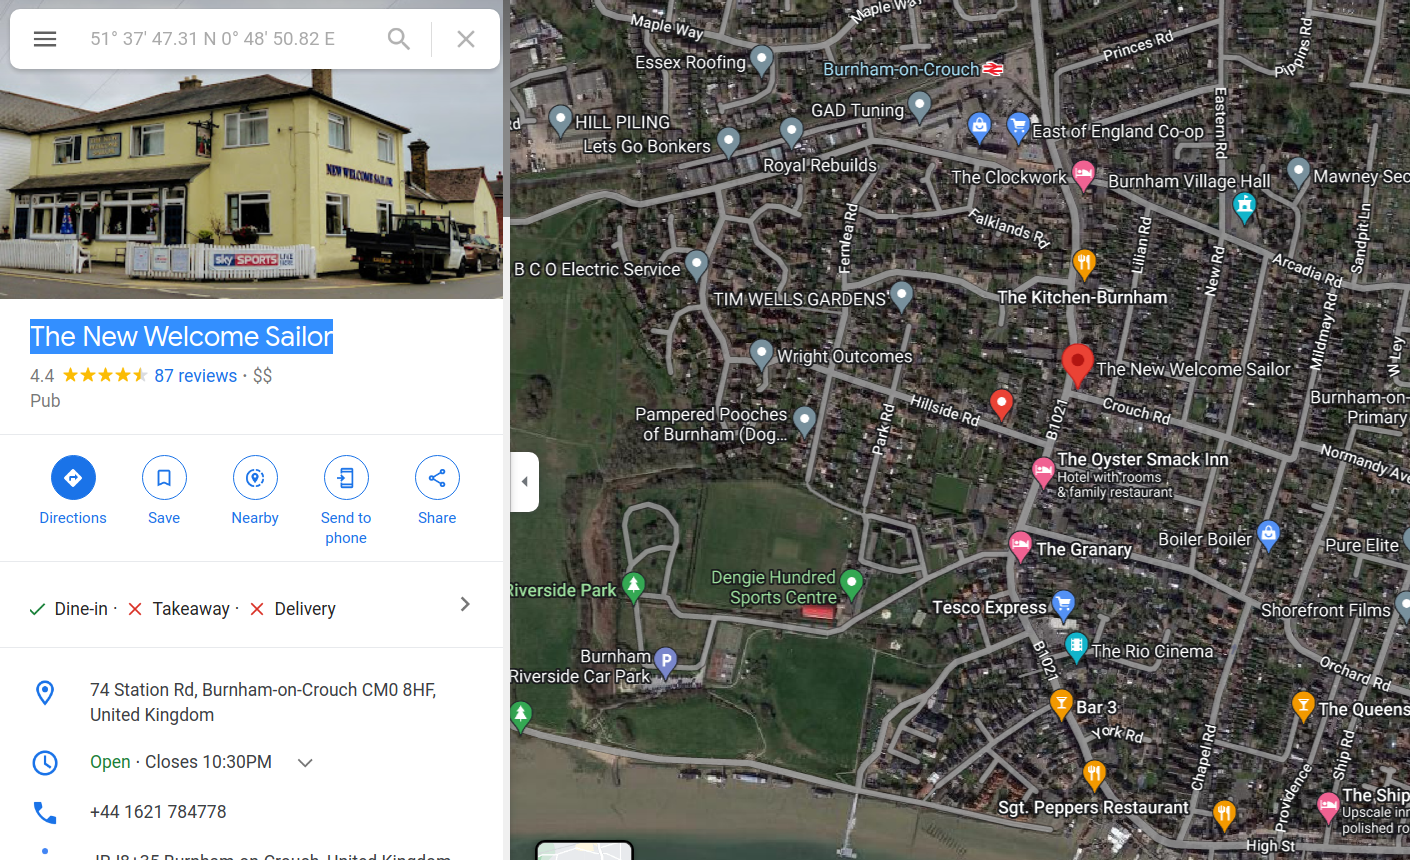 51° 37' 47.31 N 0° 48' 50.82 E
NEW WELCOME SAILOR
sky SPORTS
LIVE
HERE
The New Welcome Sailor
4.4 87 reviews · $$
Pub
Directions
Save
Nearby
Send to
phone
Share
Dine-in · Takeaway · Delivery
74 Station Rd, Burnham-on-Crouch CM0 8HF,
United Kingdom
Open · Closes 10:30PM
+44 1621 784778
Burnham-on-Crouch, United Kingdom
Maple Way
Maple Way
Essex Roofing
Burnham-on-Crouch
Princes Rd
Pippins Rd
GAD Tuning
HILL PILING
Rd
Lets Go Bonkers
Royal Rebuilds
East of England Co-op
Eastern Rd
The Clockwork
Burnham Village Hall
Mawney Sec
Falklands Rd
Fernlea Rd
Lilian Rd
New Rd
Sandpit Ln
Arcadia Rd
B C O Electric Service
TIM WELLS GARDENS
The Kitchen-Burnham
Mildmay Rd
N Ley
Wright Outcomes
The New Welcome Sailor
Hillside Rd
Crouch Rd
B1021
Park Rd
Burnham-on-
Primary
Pampered Pooches
of Burnham (Dog...
The Oyster Smack Inn
Hotel with rooms
& family restaurant
Normandy Ave
The Granary
Boiler Boiler
Pure Elite
Riverside Park
Dengie Hundred
Sports Centre
Tesco Express
Shorefront Films
B1021
The Rio Cinema
Burnham
Riverside Car Park
Orchard Rd
Bar 3
The Queens
York Rd
Chapel Rd
Ship Rd
Providence
Sgt. Peppers Restaurant
The Ship
Upscale inn
polished ro
High St